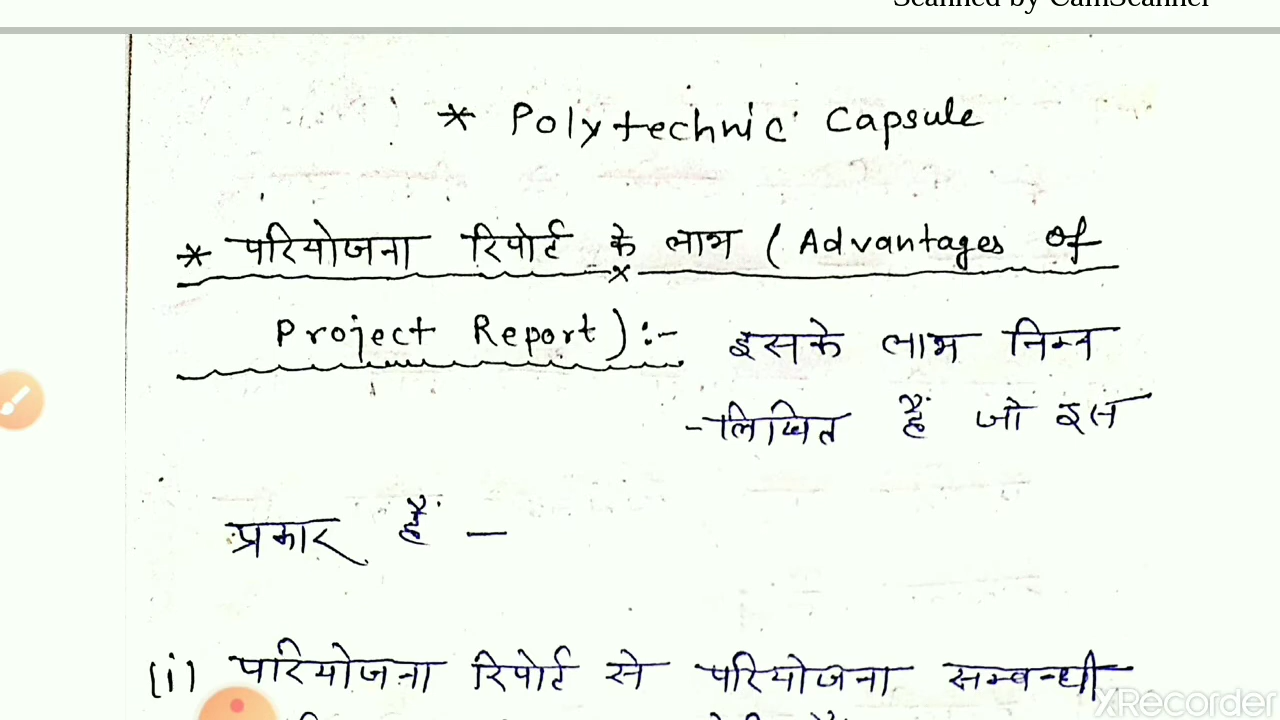 Scanned by CamScanner
* Polytechnic Capsule
* परियोजना रिपोर्ट के लाभ ( Advantages of
Project Report ) :- इसके लाभ निम्न
-लिखित हैं जो इस
प्रकार हैं —
(i) परियोजना रिपोर्ट से परियोजना सम्बन्धी
XRecorder